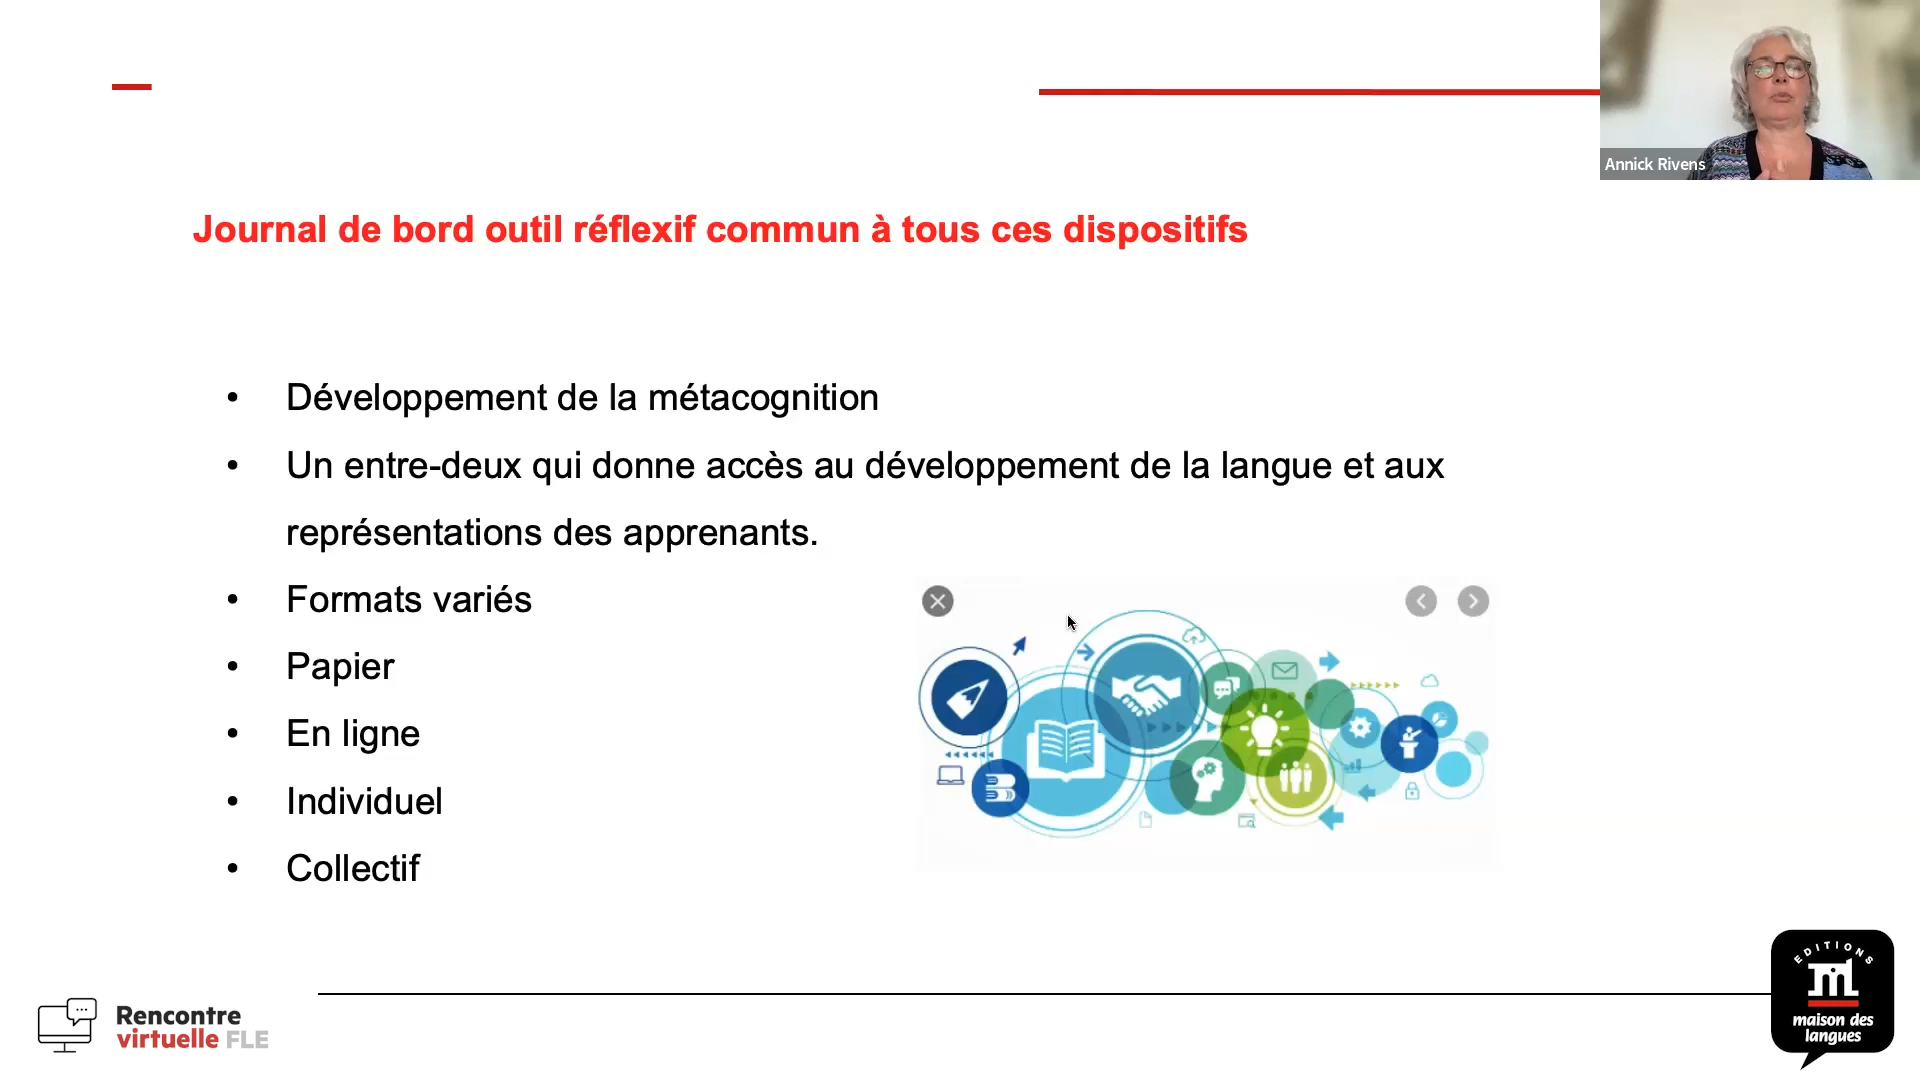 Annick Rivens
Journal de bord outil réflexif commun à tous ces dispositifs
• Développement de la métacognition
• Un entre-deux qui donne accès au développement de la langue et aux
représentations des apprenants.
• Formats variés
• Papier
• En ligne
• Individuel
• Collectif
Rencontre
virtuelle FLE
EDITIONS
maison des
langues